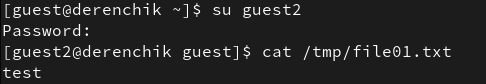 [guest@derenchik ~]$ su guest2
Password:
[guest2@derenchik guest]$ cat /tmp/file01.txt
test